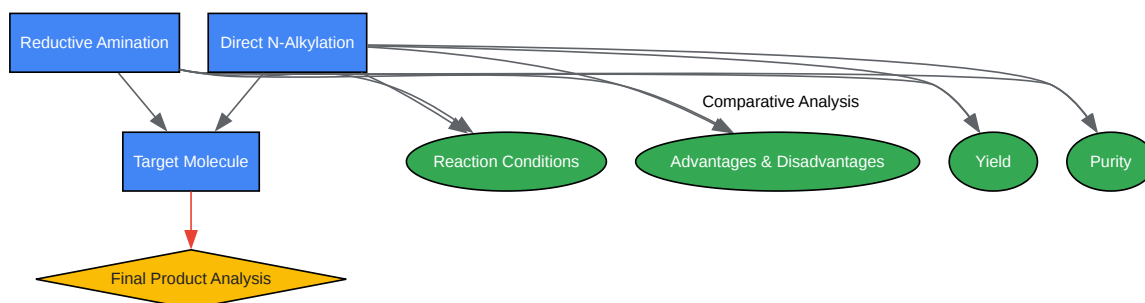 Reductive Amination
Direct N-Alkylation
Comparative Analysis
Target Molecule
Reaction Conditions
Advantages & Disadvantages
Yield
Purity
Final Product Analysis